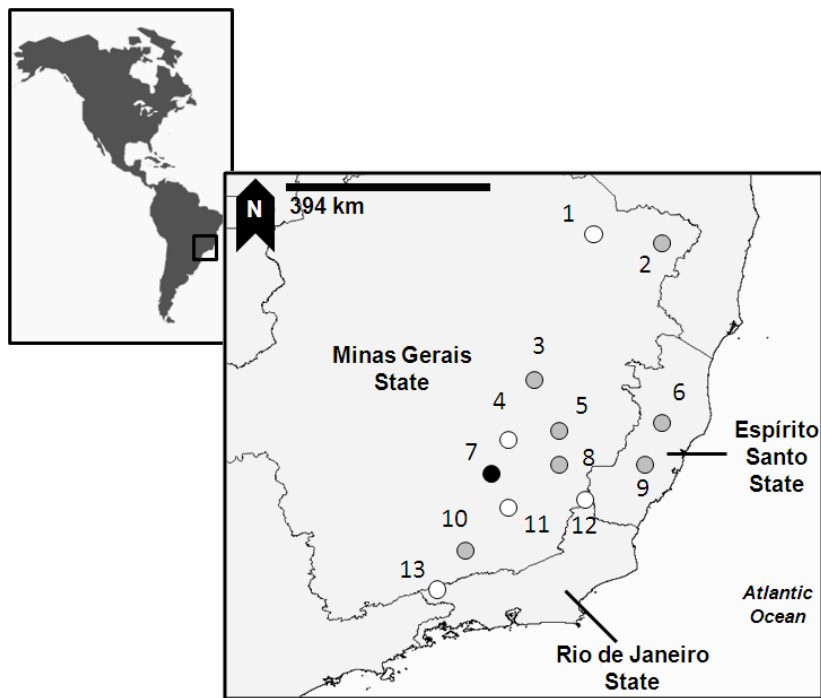 N
394 km
1
2
Minas Gerais
State
3
4
5
6
7
8
Espírito
Santo
State
9
10
11
12
13
Atlantic
Ocean
Rio de Janeiro
State